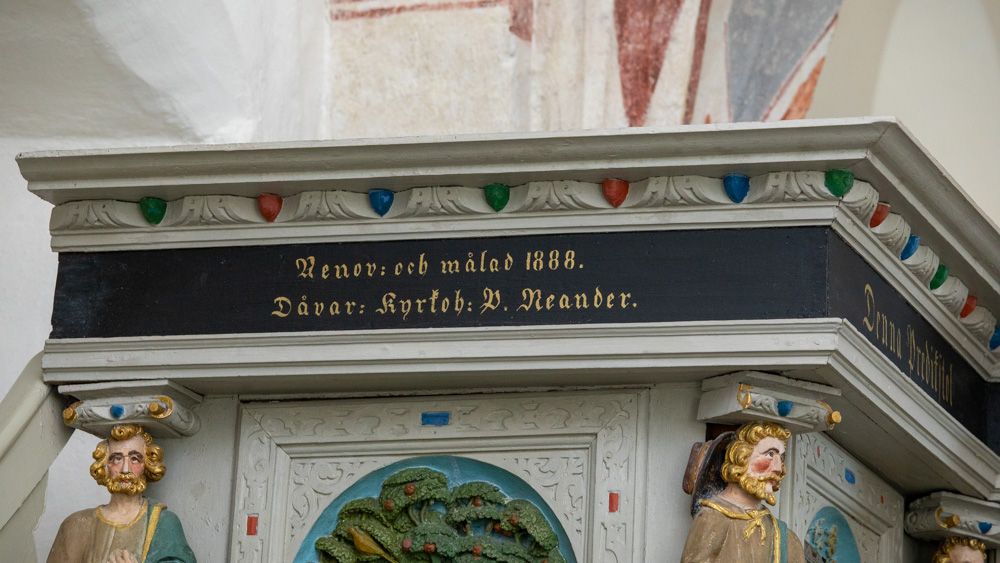 Renov: och målad 1888.
Dåvar: Kyrkoh: P. Neander.
Denna Predikstol